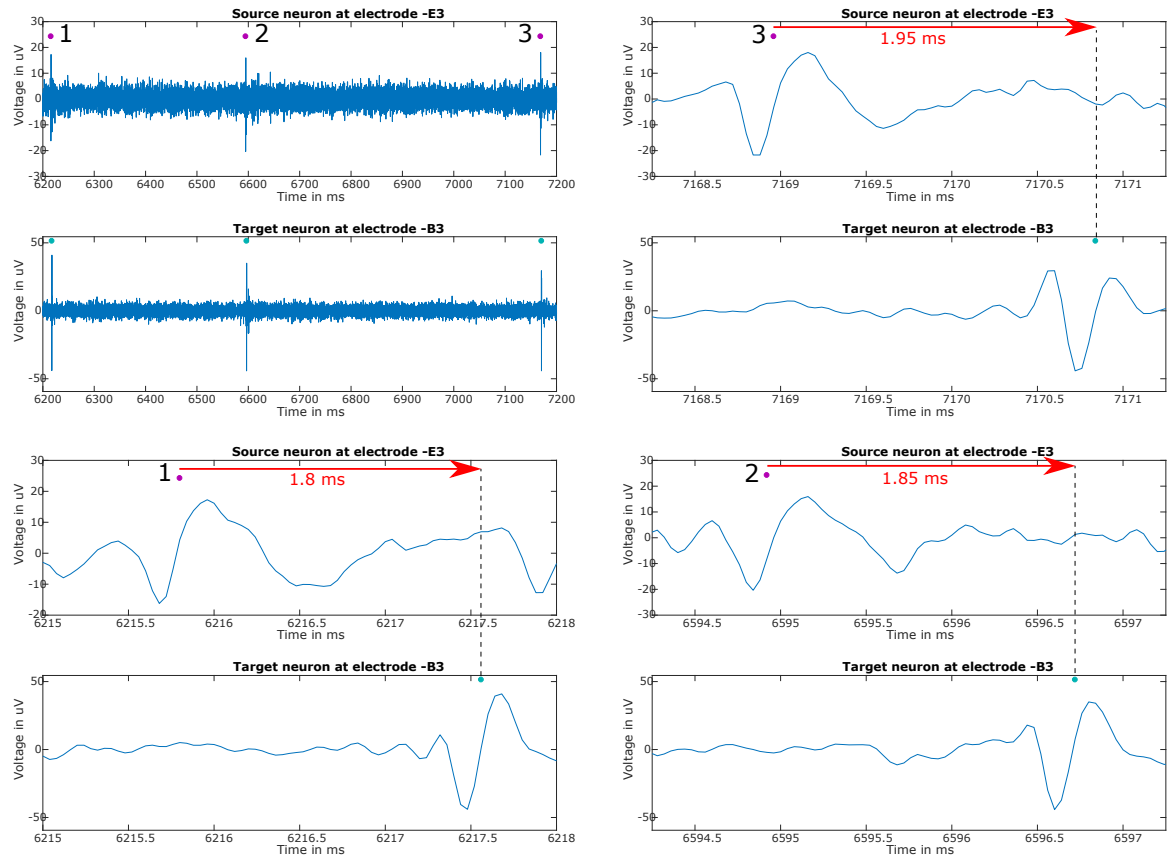 Source neuron at electrode -E3
1 2 3
Voltage in uV
30
20
10
0
-10
-20
-30
6200 6300 6400 6500 6600 6700 6800 6900 7000 7100 7200
Time in ms
Source neuron at electrode -E3
3
1.95 ms
Voltage in uV
30
20
10
0
-10
-20
-30
7168.5 7169 7169.5 7170 7170.5 7171
Time in ms
Target neuron at electrode -B3
Voltage in uV
50
0
-50
6200 6300 6400 6500 6600 6700 6800 6900 7000 7100 7200
Time in ms
Target neuron at electrode -B3
Voltage in uV
50
0
-50
7168.5 7169 7169.5 7170 7170.5 7171
Time in ms
Source neuron at electrode -E3
1
1.8 ms
Voltage in uV
30
20
10
0
-10
-20
6215 6215.5 6216 6216.5 6217 6217.5 6218
Time in ms
Source neuron at electrode -E3
2
1.85 ms
Voltage in uV
30
20
10
0
-10
-20
-30
6594.5 6595 6595.5 6596 6596.5 6597
Time in ms
Target neuron at electrode -B3
Voltage in uV
50
0
-50
6215 6215.5 6216 6216.5 6217 6217.5 6218
Time in ms
Target neuron at electrode -B3
Voltage in uV
50
0
-50
6594.5 6595 6595.5 6596 6596.5 6597
Time in ms